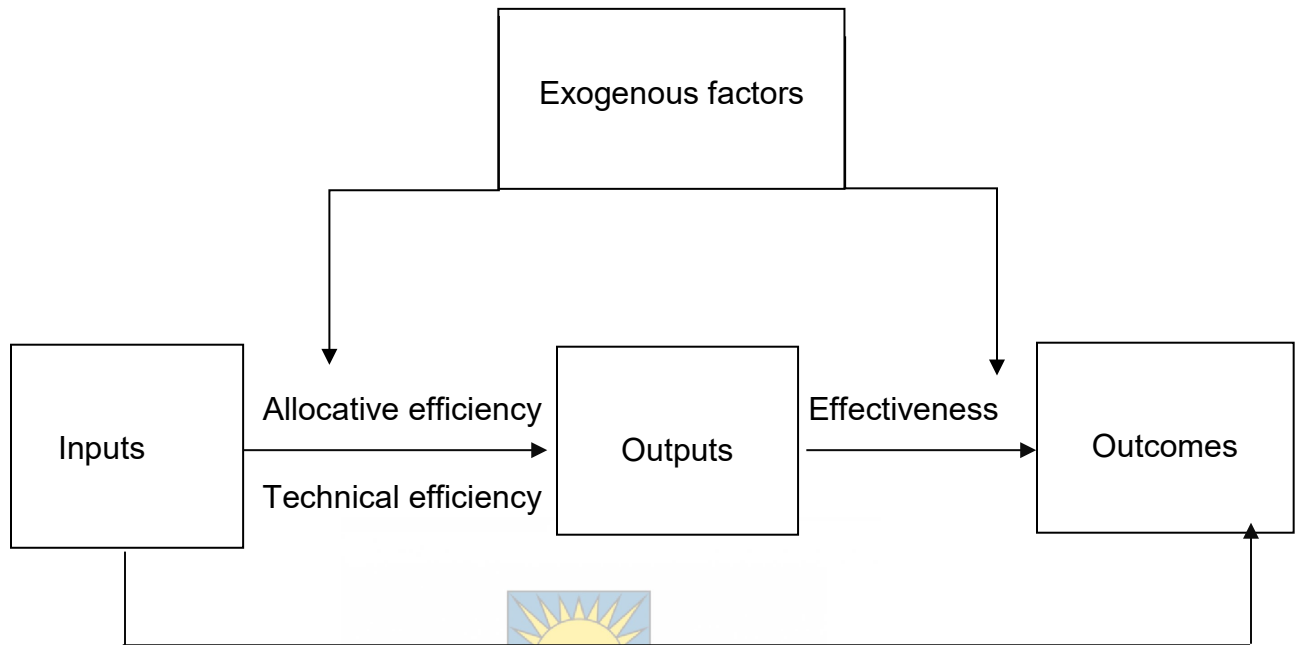 Exogenous factors
Inputs
Allocative efficiency
Technical efficiency
Outputs
Effectiveness
Outcomes